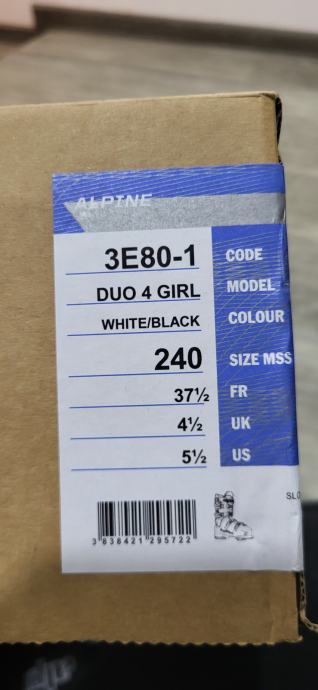 ALPINE
3E80-1 CODE
DUO 4 GIRL MODEL
WHITE/BLACK COLOUR
240 SIZE MSS
37½ FR
4½ UK
5½ US
3 838421 295722